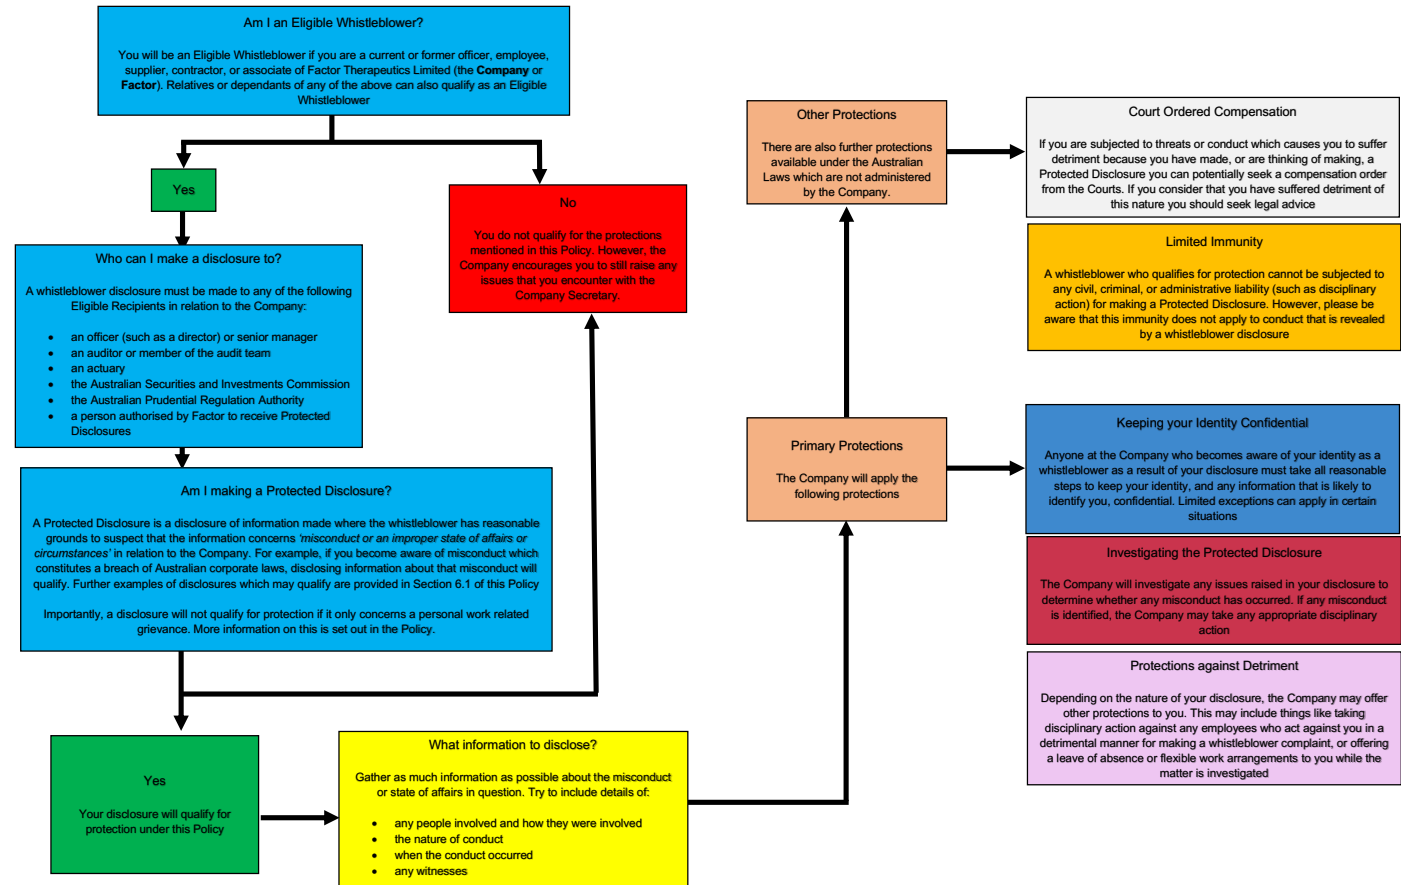 Am I an Eligible Whistleblower?
You will be an Eligible Whistleblower if you are a current or former officer, employee,
supplier, contractor, or associate of Factor Therapeutics Limited (the Company or
Factor). Relatives or dependants of any of the above can also qualify as an Eligible
Whistleblower
Yes
No
You do not qualify for the protections
mentioned in this Policy. However, the
Company encourages you to still raise any
issues that you encounter with the
Company Secretary.
Who can I make a disclosure to?
A whistleblower disclosure must be made to any of the following
Eligible Recipients in relation to the Company:
• an officer (such as a director) or senior manager
• an auditor or member of the audit team
• an actuary
• the Australian Securities and Investments Commission
• the Australian Prudential Regulation Authority
• a person authorised by Factor to receive Protected
Disclosures
Am I making a Protected Disclosure?
A Protected Disclosure is a disclosure of information made where the whistleblower has reasonable
grounds to suspect that the information concerns 'misconduct or an improper state of affairs or
circumstances' in relation to the Company. For example, if you become aware of misconduct which
constitutes a breach of Australian corporate laws, disclosing information about that misconduct will
qualify. Further examples of disclosures which may qualify are provided in Section 6.1 of this Policy
Importantly, a disclosure will not qualify for protection if it only concerns a personal work related
grievance. More information on this is set out in the Policy.
Yes
Your disclosure will qualify for
protection under this Policy
What information to disclose?
Gather as much information as possible about the misconduct
or state of affairs in question. Try to include details of:
• any people involved and how they were involved
• the nature of conduct
• when the conduct occurred
• any witnesses
Other Protections
There are also further protections
available under the Australian
Laws which are not administered
by the Company.
Primary Protections
The Company will apply the
following protections
Court Ordered Compensation
If you are subjected to threats or conduct which causes you to suffer
detriment because you have made, or are thinking of making, a
Protected Disclosure you can potentially seek a compensation order
from the Courts. If you consider that you have suffered detriment of
this nature you should seek legal advice
Limited Immunity
A whistleblower who qualifies for protection cannot be subjected to
any civil, criminal, or administrative liability (such as disciplinary
action) for making a Protected Disclosure. However, please be
aware that this immunity does not apply to conduct that is revealed
by a whistleblower disclosure
Keeping your Identity Confidential
Anyone at the Company who becomes aware of your identity as a
whistleblower as a result of your disclosure must take all reasonable
steps to keep your identity, and any information that is likely to
identify you, confidential. Limited exceptions can apply in certain
situations
Investigating the Protected Disclosure
The Company will investigate any issues raised in your disclosure to
determine whether any misconduct has occurred. If any misconduct
is identified, the Company may take any appropriate disciplinary
action
Protections against Detriment
Depending on the nature of your disclosure, the Company may offer
other protections to you. This may include things like taking
disciplinary action against any employees who act against you in a
detrimental manner for making a whistleblower complaint, or offering
a leave of absence or flexible work arrangements to you while the
matter is investigated